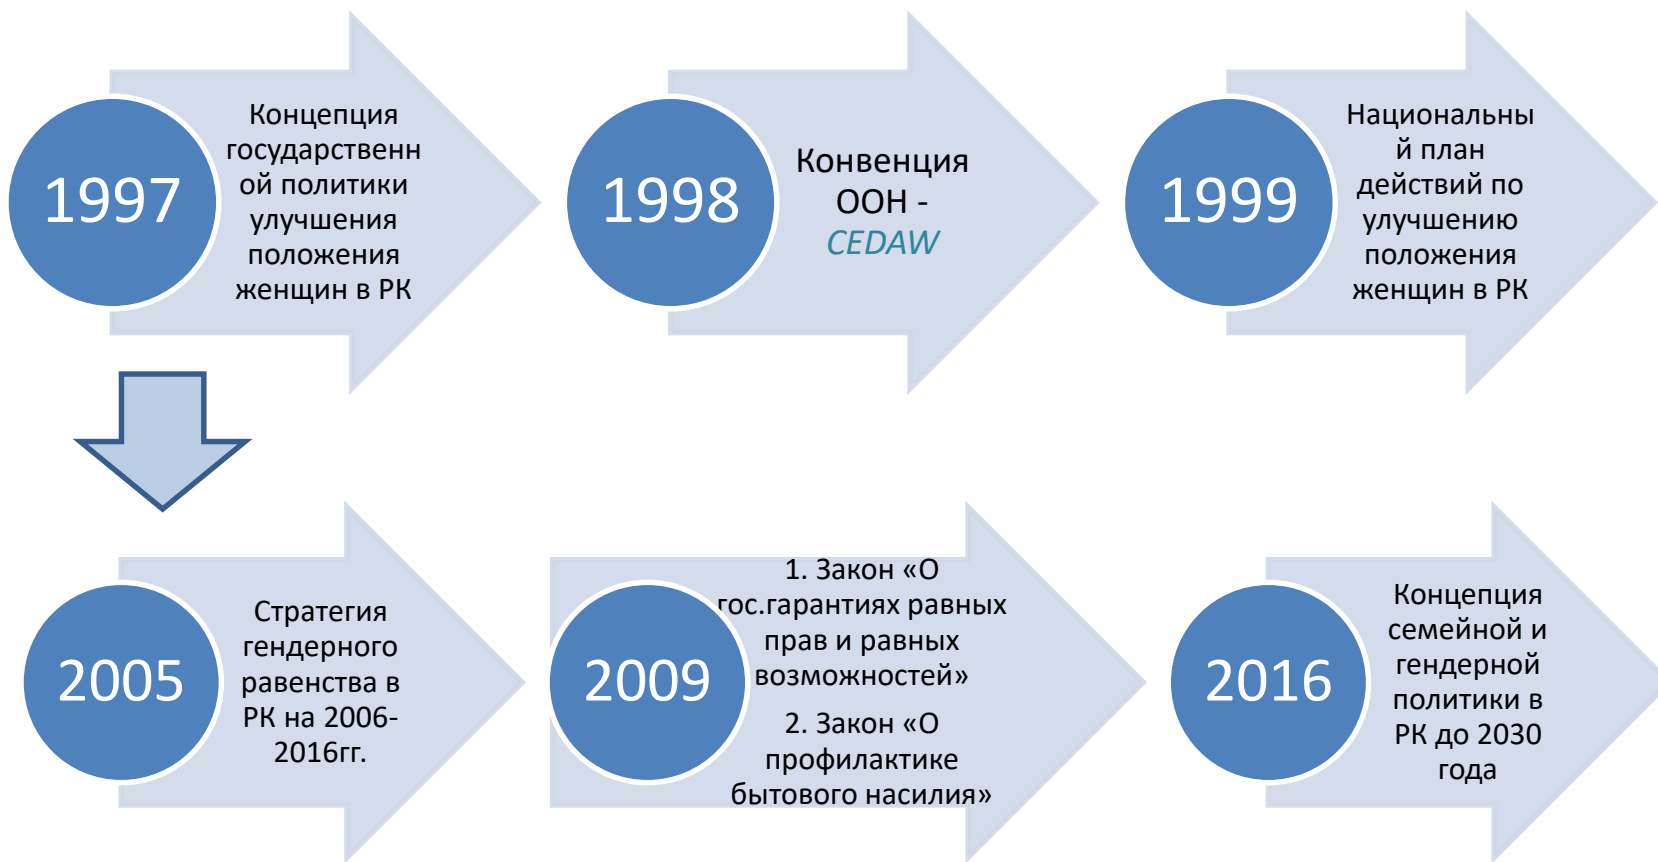 1997
Концепция
государственн
ой политики
улучшения
положения
женщин в РК
1998
Конвенция
ООН -
CEDAW
1999
Национальны
й план
действий по
улучшению
положения
женщин в РК
2005
Стратегия
гендерного
равенства в
РК на 2006-
2016гг.
2009
1. Закон «О
гос.гарантиях равных
прав и равных
возможностей»
2. Закон «О
профилактике
бытового насилия»
2016
Концепция
семейной и
гендерной
политики в
РК до 2030
года